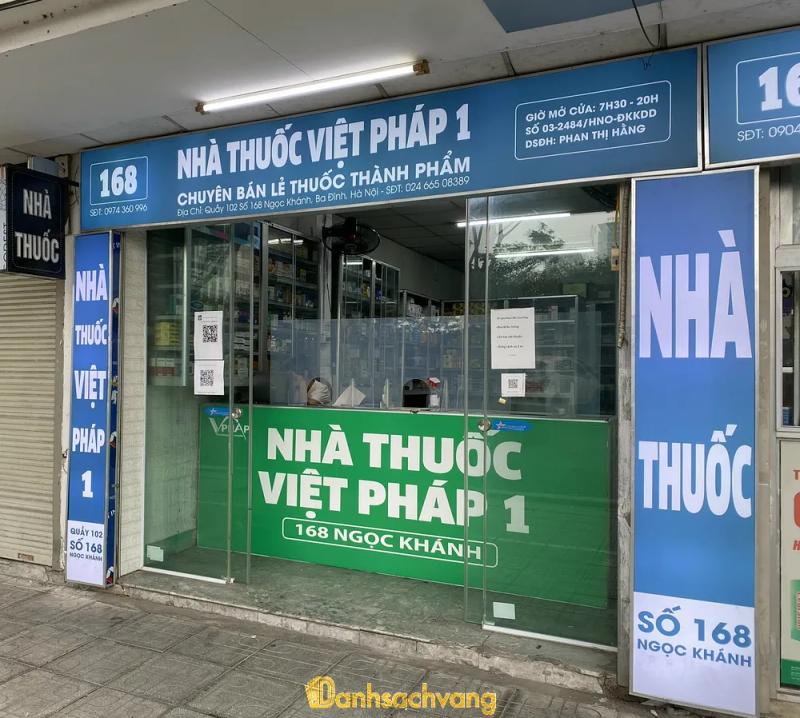 168
SĐT: 0974 360 996
NHÀ THUỐC VIỆT PHÁP 1
CHUYÊN BÁN LẺ THUỐC THÀNH PHẨM
Địa Chỉ: Quầy 102 Số 168 Ngọc Khánh, Ba Đình, Hà Nội - SĐT: 024 665 08389
GIỜ MỞ CỬA: 7H30 - 20H
SỐ 03-2484/HNO-ĐKKDD
DSĐH: PHAN THỊ HẰNG
SĐT: 0904
NHÀ
THUỐC
NHÀ
THUỐC
VIỆT
PHÁP
1
QUẦY 102
SỐ 168
NGỌC KHÁNH
NHÀ THUỐC
VIỆT PHÁP 1
168 NGỌC KHÁNH
NHÀ
THUỐC
SỐ 168
NGỌC KHÁNH
Danhsachvang